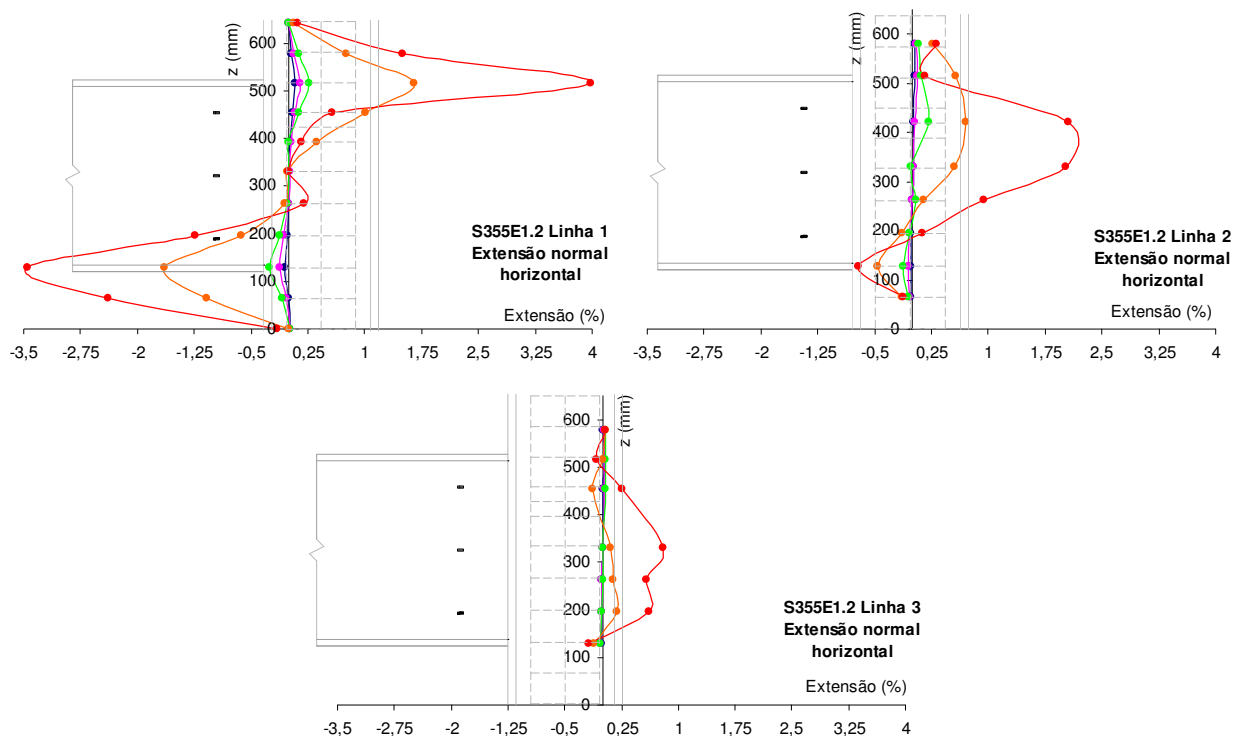 z (mm)
600
500
400
300
200
100
0
S355E1.2 Linha 1
Extensão normal
horizontal
Extensão (%)
-3,5 -2,75 -2 -1,25 -0,5 0,25 1 1,75 2,5 3,25 4
z (mm)
600
500
400
300
200
100
0
S355E1.2 Linha 2
Extensão normal
horizontal
Extensão (%)
-3,5 -2,75 -2 -1,25 -0,5 0,25 1 1,75 2,5 3,25 4
z (mm)
600
500
400
300
200
100
0
S355E1.2 Linha 3
Extensão normal
horizontal
Extensão (%)
-3,5 -2,75 -2 -1,25 -0,5 0,25 1 1,75 2,5 3,25 4